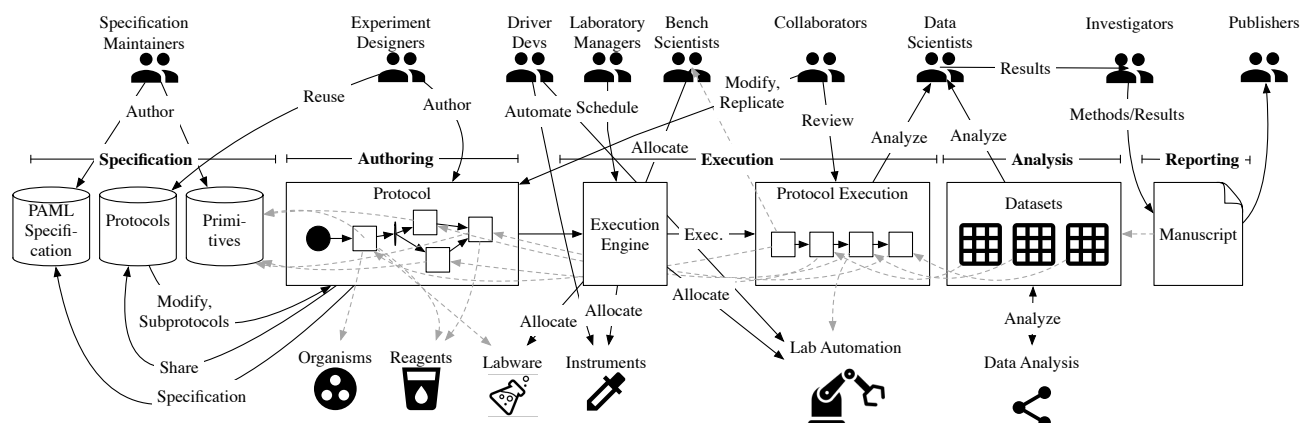 Specification
Maintainers
Experiment
Designers
Driver
Devs
Laboratory
Managers
Bench
Scientists
Collaborators
Data
Scientists
Investigators
Publishers
Author
Reuse
Author
Automate
Schedule
Allocate
Modify,
Replicate
Review
Analyze
Analyze
Results
Methods/Results
Specification
Authoring
Execution
Analysis
Reporting
PAML
Specifi-
cation
Protocols
Primi-
tives
Protocol
Execution
Engine
Exec.
Protocol Execution
Datasets
Manuscript
Modify,
Subprotocols
Share
Specification
Allocate
Allocate
Allocate
Organisms
Reagents
Labware
Instruments
Lab Automation
Analyze
Data Analysis